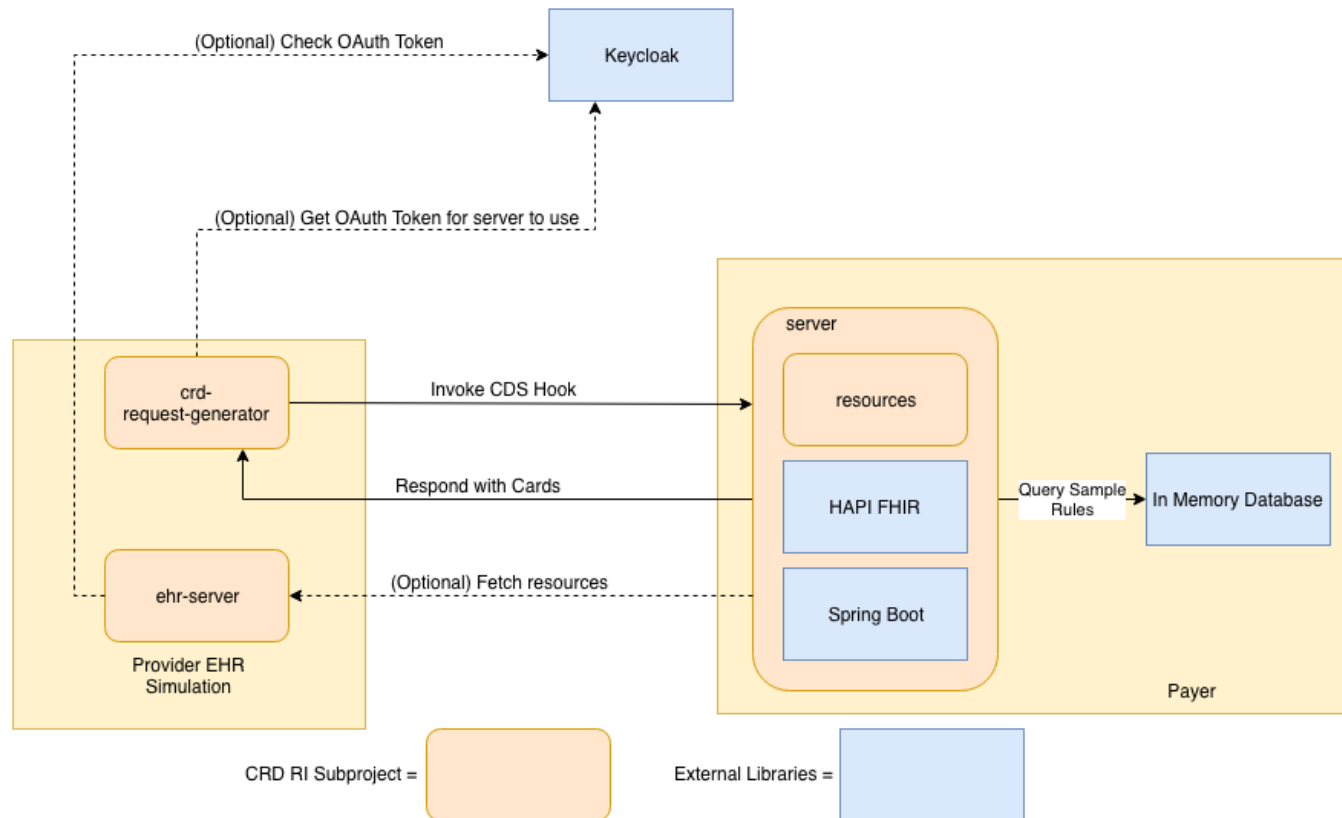 (Optional) Check OAuth Token
Keycloak
(Optional) Get OAuth Token for server to use
server
crd-
request-generator
Invoke CDS Hook
resources
Respond with Cards
HAPI FHIR
Query Sample
Rules
In Memory Database
ehr-server
(Optional) Fetch resources
Spring Boot
Provider EHR
Simulation
Payer
CRD RI Subproject =
External Libraries =